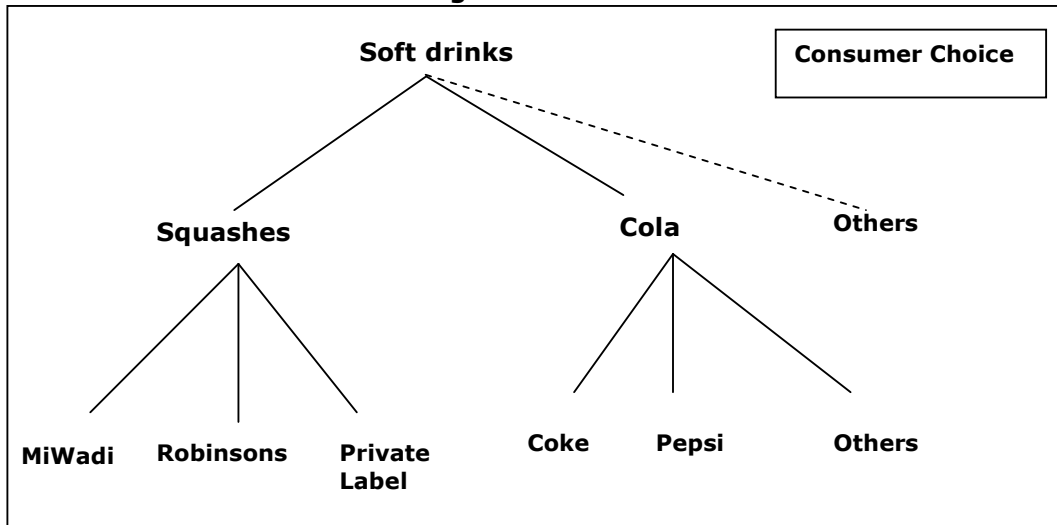 Soft drinks
Consumer Choice
Squashes
Cola
Others
MiWadi
Robinsons
Private
Label
Coke
Pepsi
Others